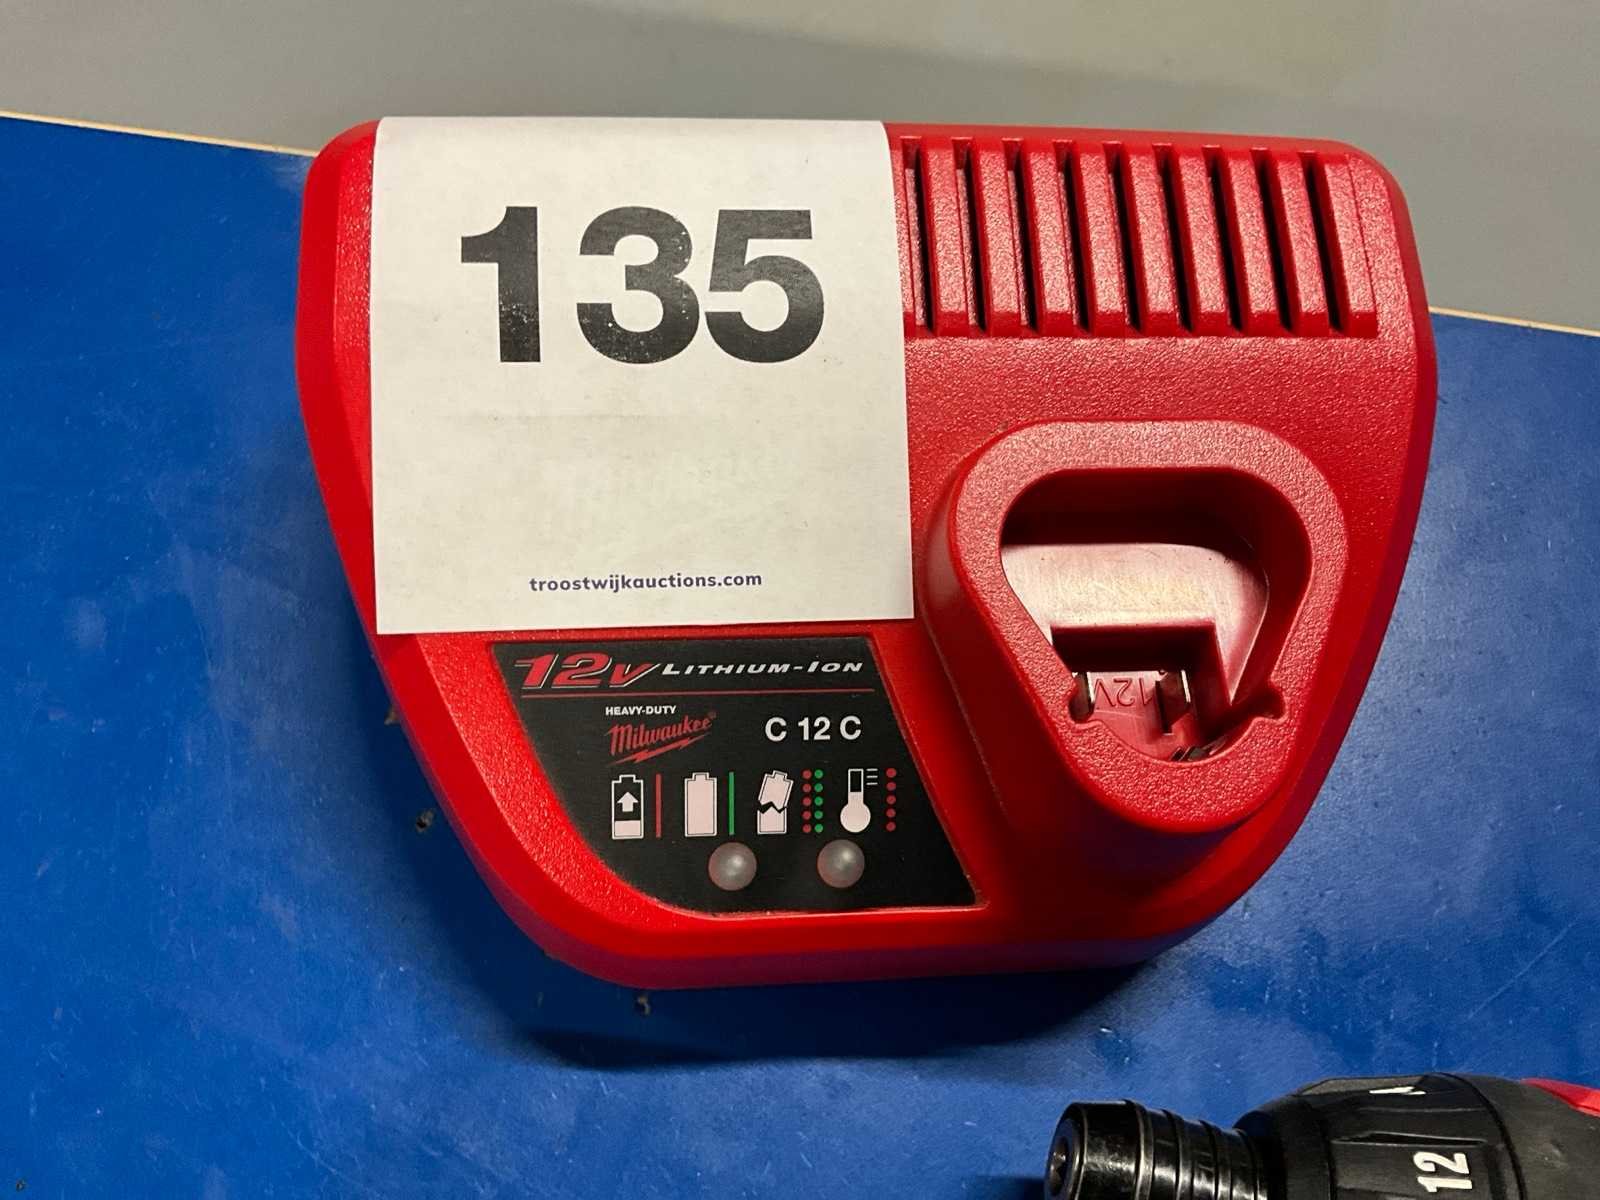 135
troostwijkauctions.com
12V LITHIUM-ION
HEAVY-DUTY
Milwaukee®
C 12 C
12V
12